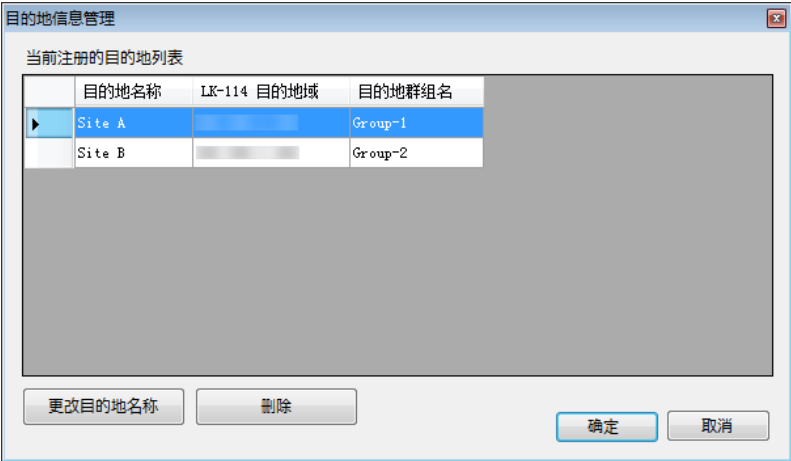 目的地信息管理
当前注册的目的地列表
目的地名称 LK-114 目的地域 目的地群组名
Site A Group-1
Site B Group-2
更改目的地名称 删除
确定 取消